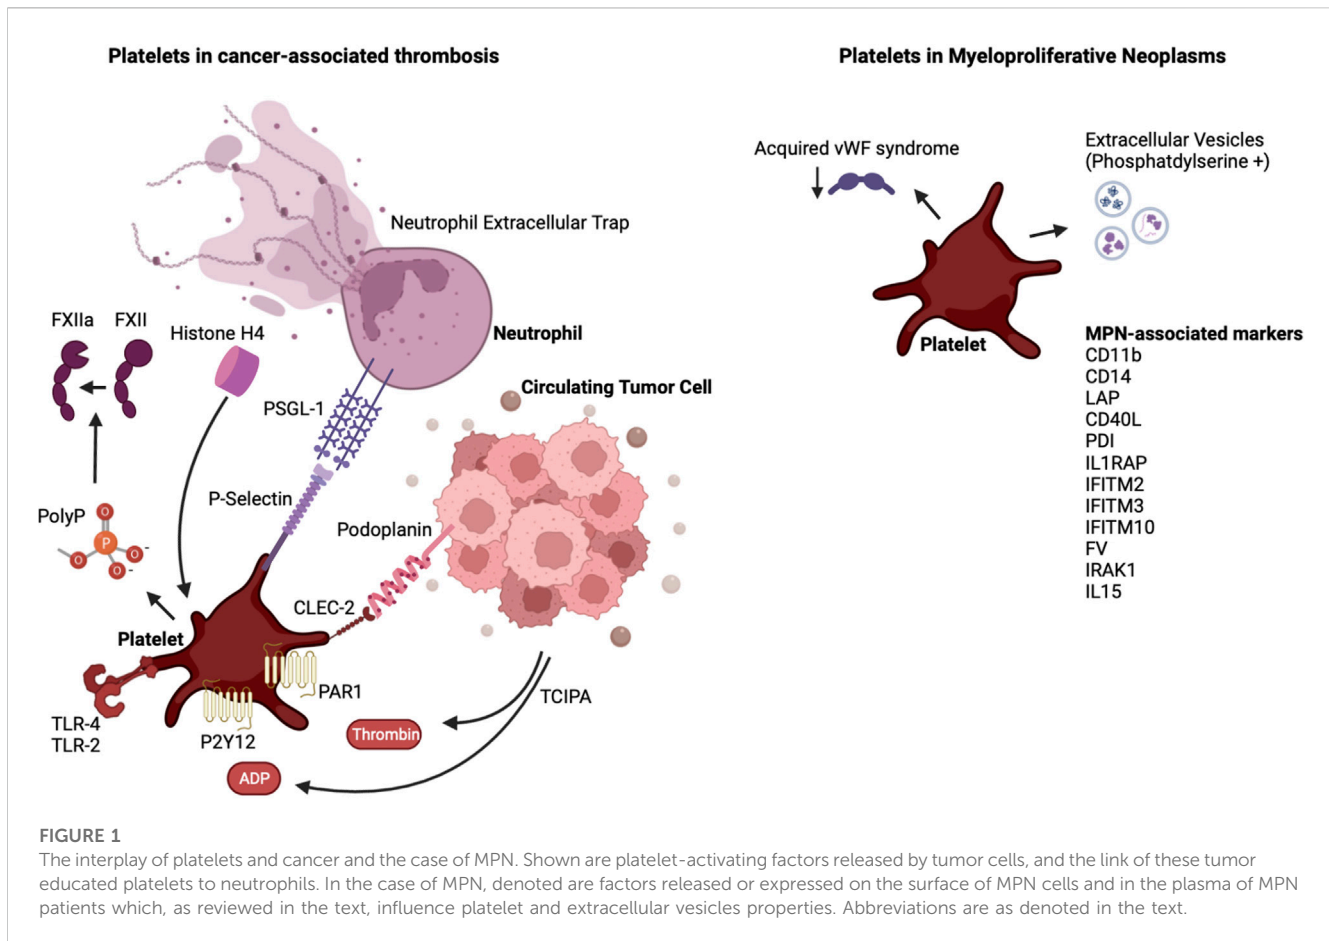 Platelets in cancer-associated thrombosis
Neutrophil Extracellular Trap
FXIIa
FXII
Histone H4
Neutrophil
PSGL-1
Circulating Tumor Cell
P-Selectin
PolyP
P
O
O
O
O
-
-
Podoplanin
CLEC-2
Platelet
PAR1
TLR-4
TLR-2
P2Y12
TCIPA
Thrombin
ADP
Platelets in Myeloproliferative Neoplasms
Acquired vWF syndrome
Extracellular Vesicles
(Phosphatdylserine +)
Platelet
MPN-associated markers
CD11b
CD14
LAP
CD40L
PDI
IL1RAP
IFITM2
IFITM3
IFITM10
FV
IRAK1
IL15
FIGURE 1
The interplay of platelets and cancer and the case of MPN. Shown are platelet-activating factors released by tumor cells, and the link of these tumor
educated platelets to neutrophils. In the case of MPN, denoted are factors released or expressed on the surface of MPN cells and in the plasma of MPN
patients which, as reviewed in the text, influence platelet and extracellular vesicles properties. Abbreviations are as denoted in the text.